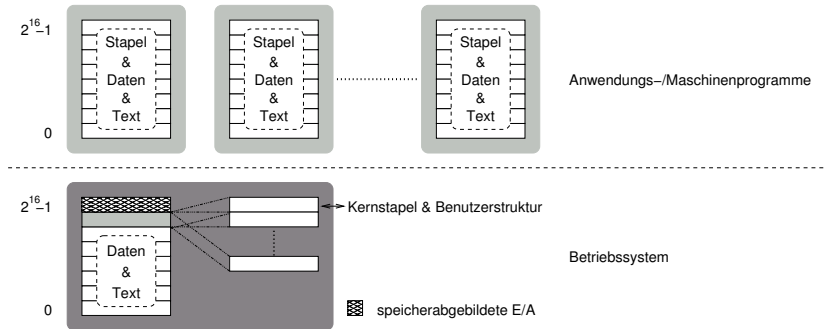 2^16–1
0
Stapel
&
Daten
&
Text
Stapel
&
Daten
&
Text
Stapel
&
Daten
&
Text
Anwendungs–/Maschinenprogramme
2^16–1
0
Daten
&
Text
Kernstapel & Benutzerstruktur
Betriebssystem
speicherabgebildete E/A